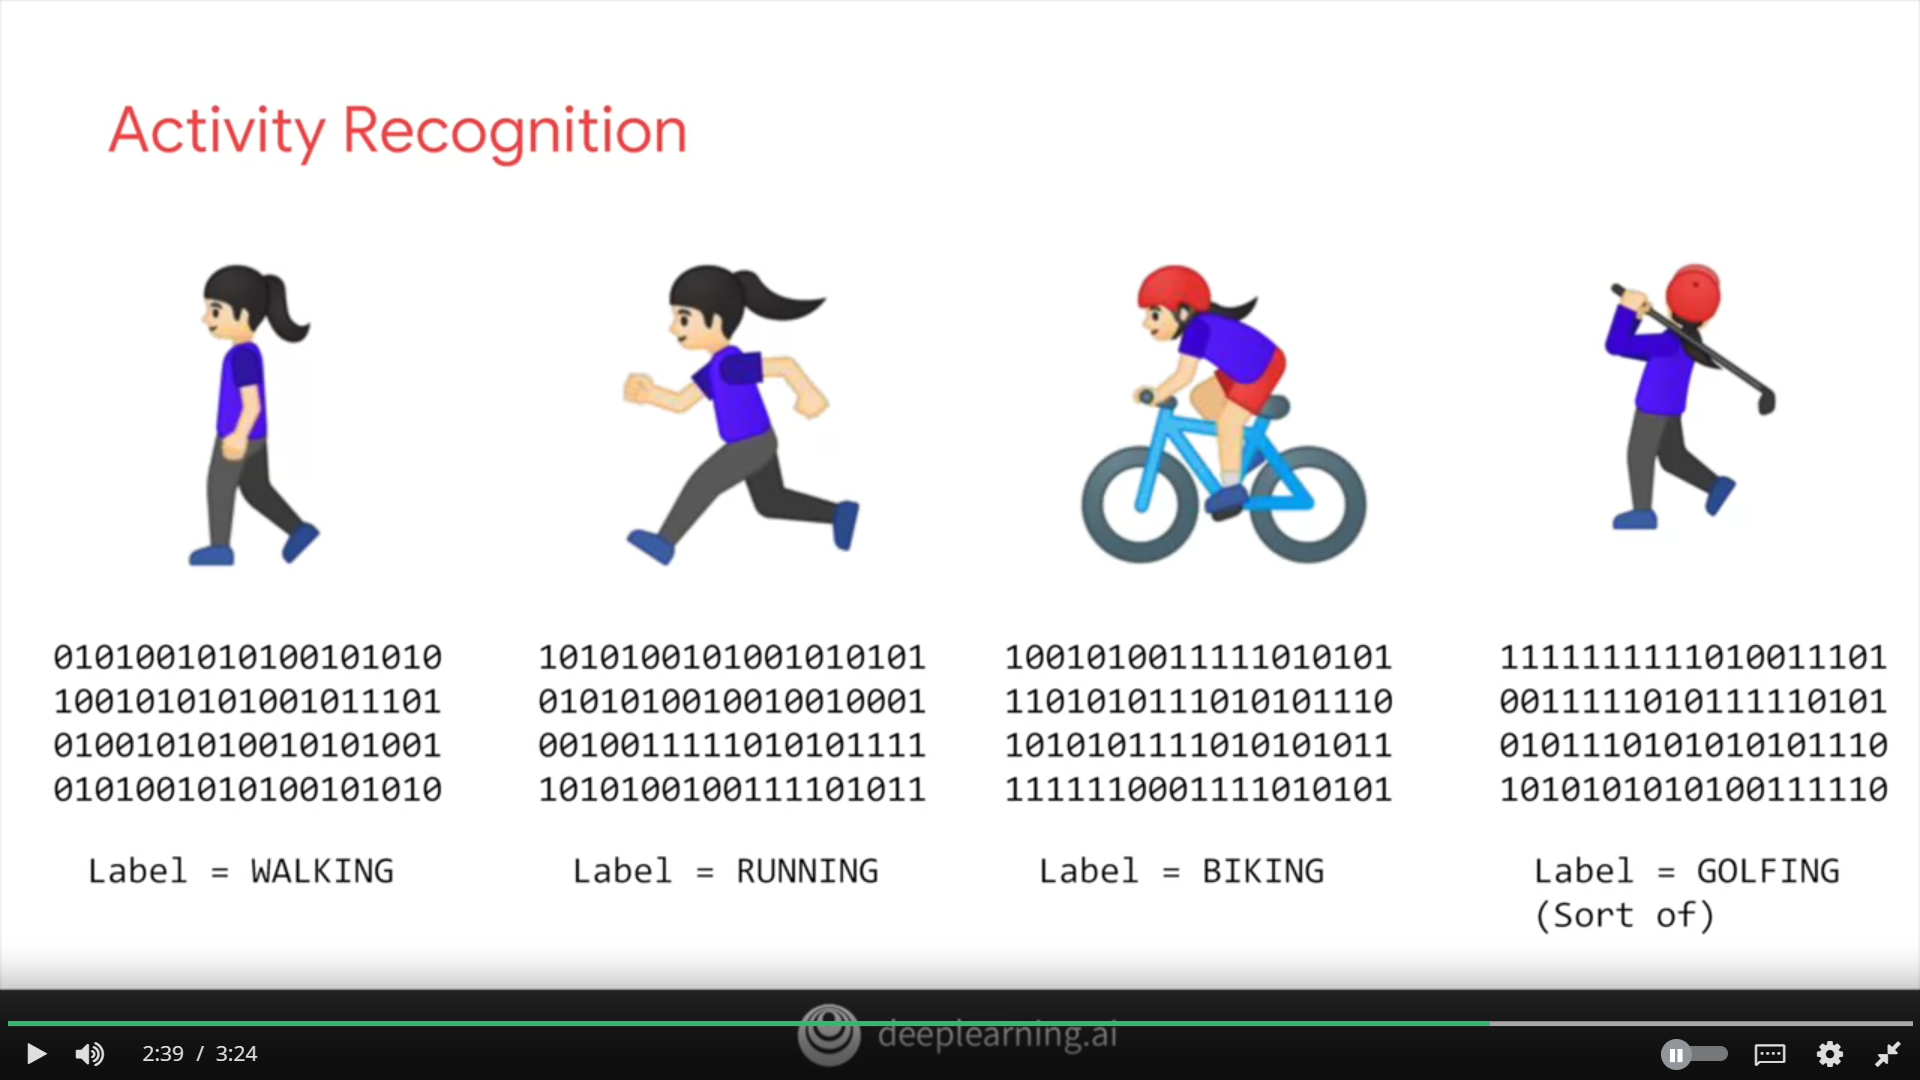 Activity Recognition
0101001010100101010
1001010101001011101
0100101010010101001
0101001010100101010
Label = WALKING
1010100101001010101
0101010010010010001
0010011111010101111
1010100100111101011
Label = RUNNING
1001010011111010101
1101010111010101110
1010101111010101011
1111110001111010101
Label = BIKING
1111111111010011101
0011111010111110101
0101110101010101110
1010101010100111110
Label = GOLFING
(Sort of)
deeplearning.ai
2:39 / 3:24